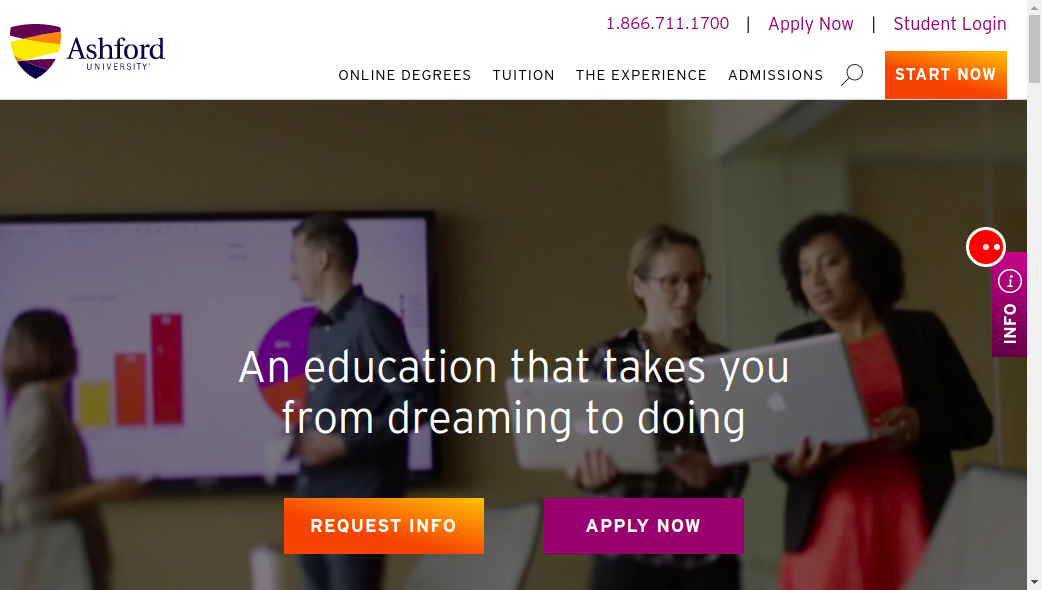 1.866.711.1700 | Apply Now | Student Login
Ashford
UNIVERSITY
ONLINE DEGREES TUITION THE EXPERIENCE ADMISSIONS START NOW
INFO
An education that takes you
from dreaming to doing
REQUEST INFO APPLY NOW